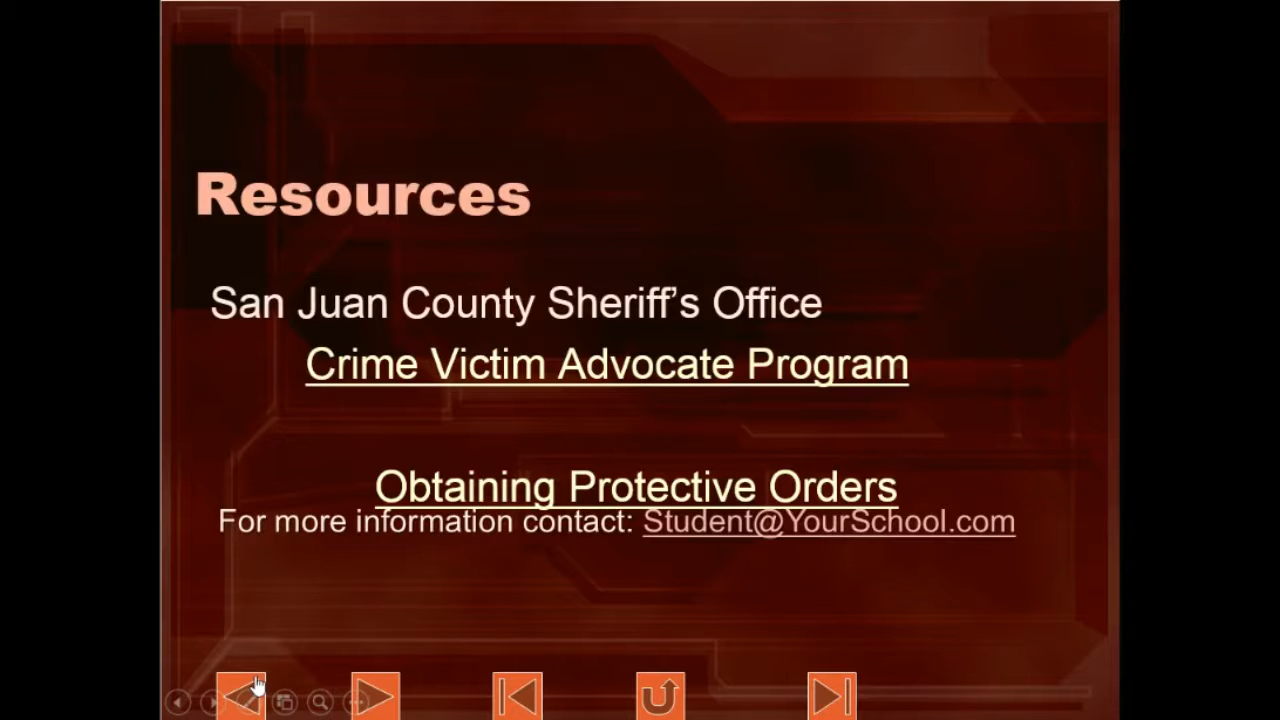 Resources
San Juan County Sheriff's Office
Crime Victim Advocate Program
Obtaining Protective Orders
For more information contact: Student@YourSchool.com